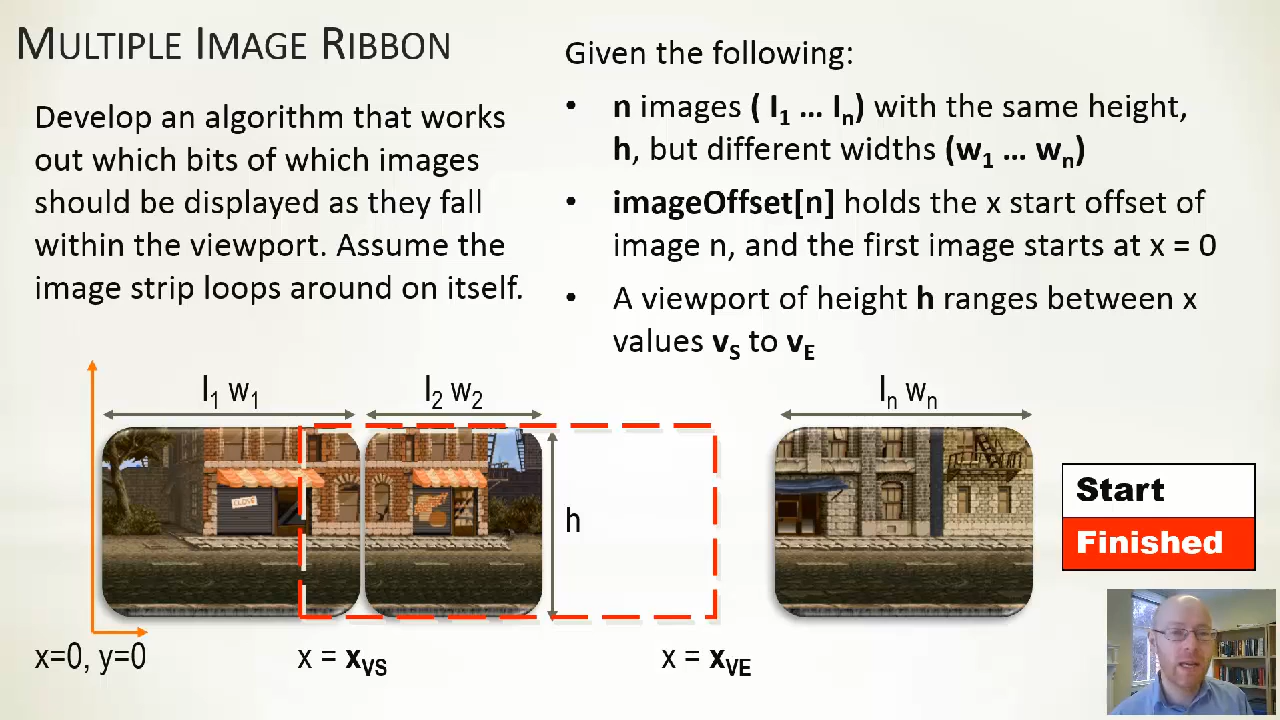 MULTIPLE IMAGE RIBBON
Develop an algorithm that works
out which bits of which images
should be displayed as they fall
within the viewport. Assume the
image strip loops around on itself.
Given the following:
• n images ( I1 … In) with the same height,
h, but different widths (w1 … wn)
• imageOffset[n] holds the x start offset of
image n, and the first image starts at x = 0
• A viewport of height h ranges between x
values vS to vE
I1 w1
I2 w2
In wn
CLOVE
h
Start
Finished
x=0, y=0
x = xVS
x = xVE